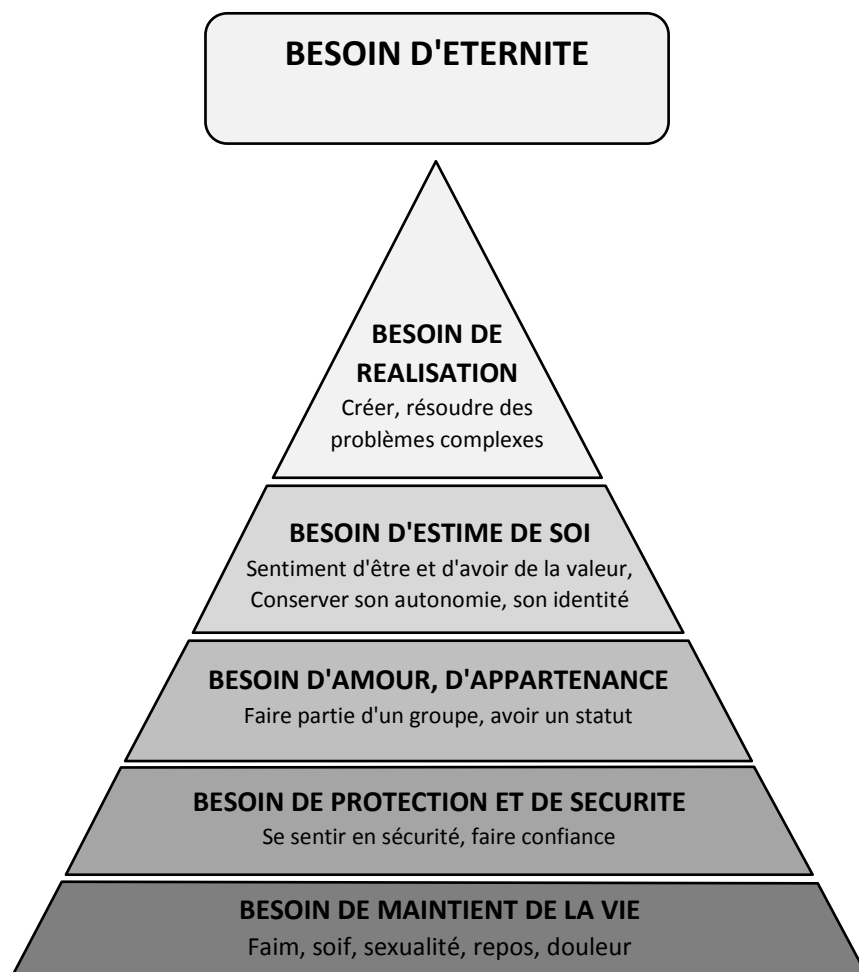 BESOIN D'ETERNITE
BESOIN DE
REALISATION
Créer, résoudre des
problèmes complexes
BESOIN D'ESTIME DE SOI
Sentiment d'être et d'avoir de la valeur,
Conserver son autonomie, son identité
BESOIN D'AMOUR, D'APPARTENANCE
Faire partie d'un groupe, avoir un statut
BESOIN DE PROTECTION ET DE SECURITE
Se sentir en sécurité, faire confiance
BESOIN DE MAINTIENT DE LA VIE
Faim, soif, sexualité, repos, douleur